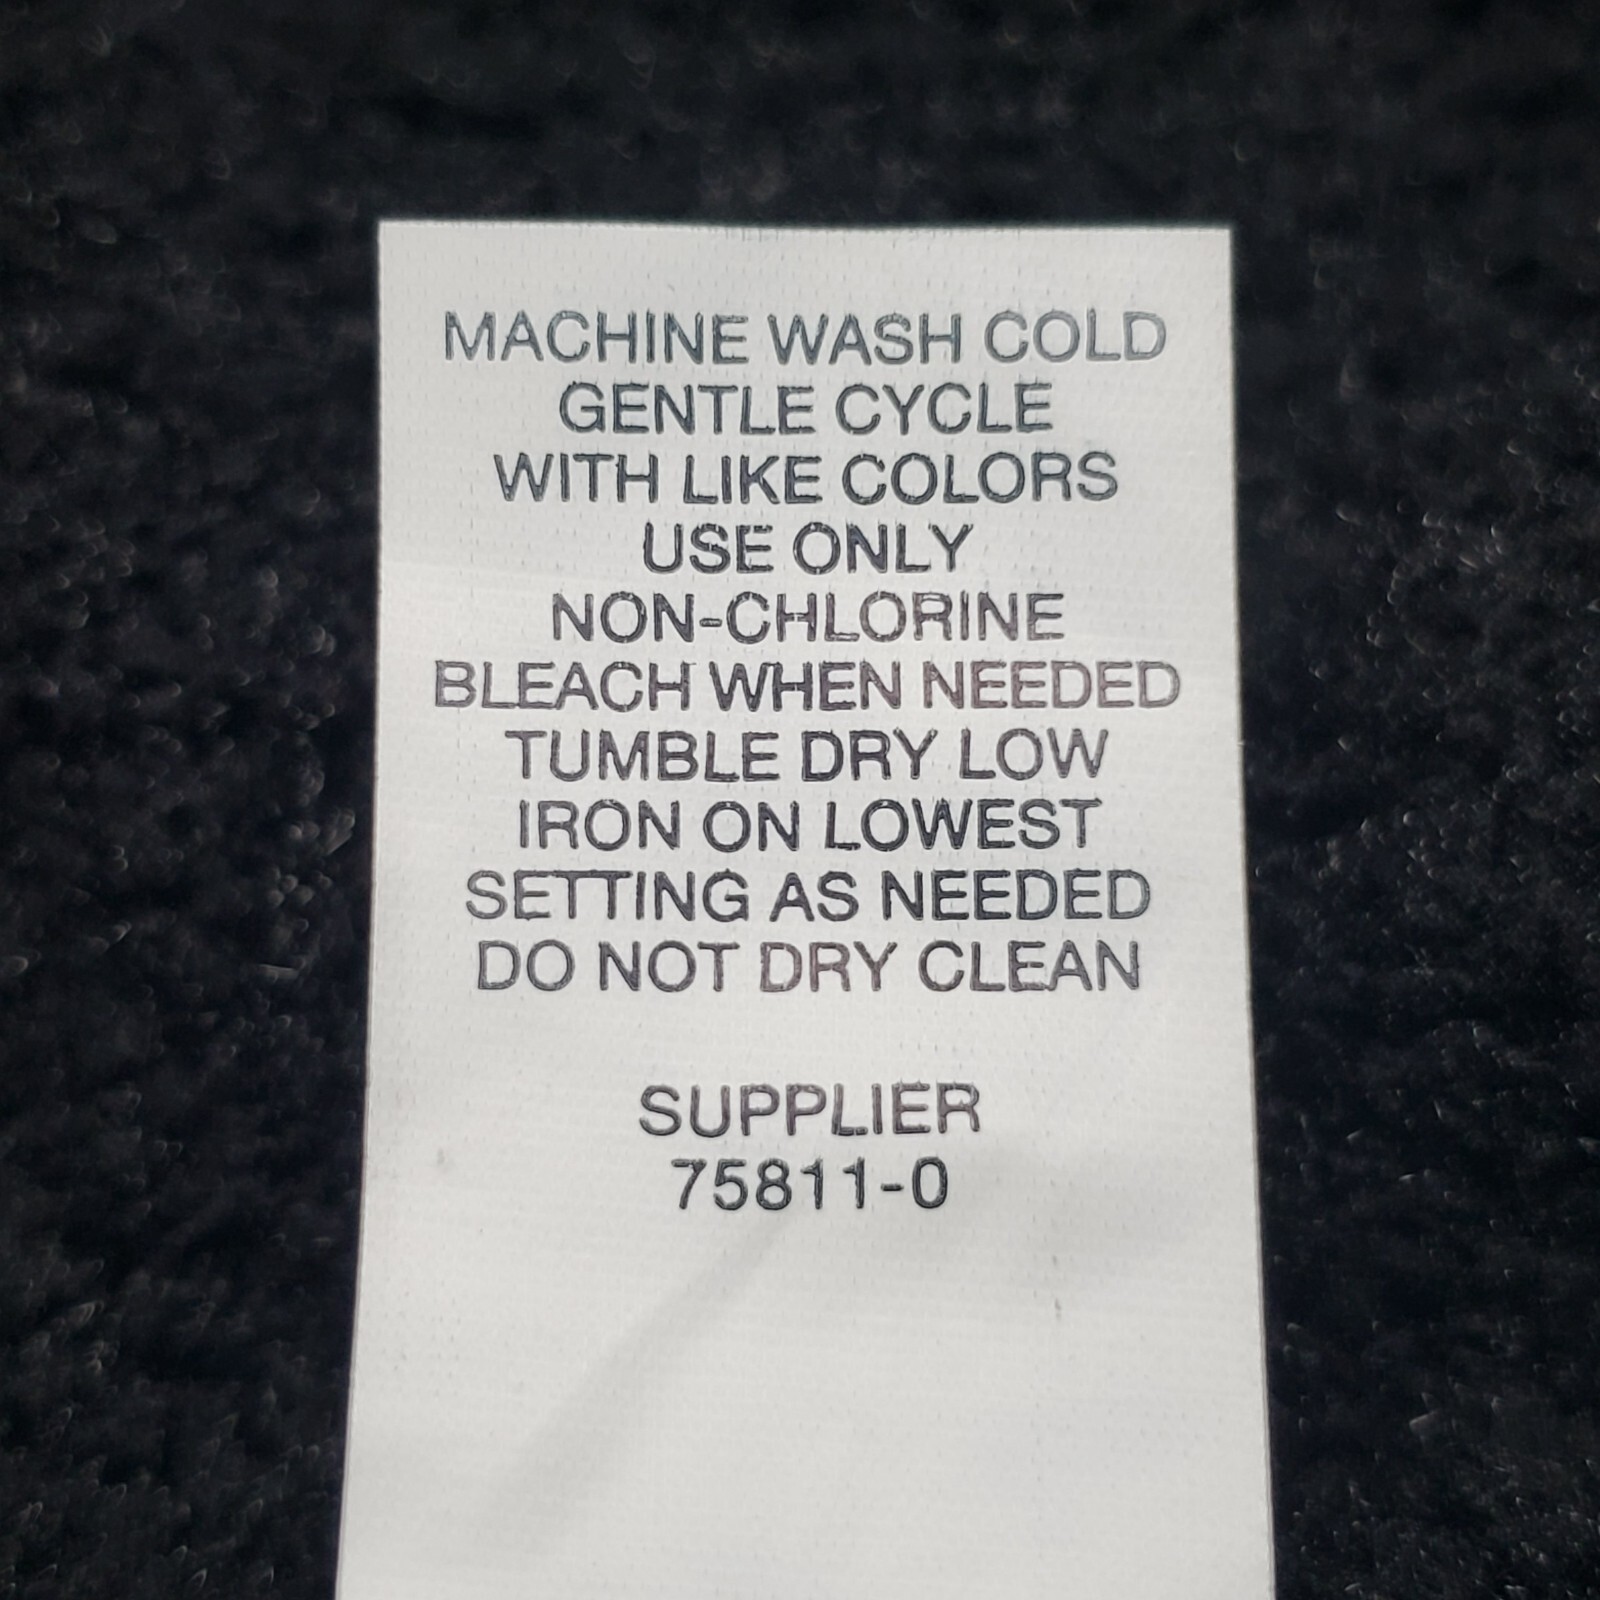 MACHINE WASH COLD
GENTLE CYCLE
WITH LIKE COLORS
USE ONLY
NON-CHLORINE
BLEACH WHEN NEEDED
TUMBLE DRY LOW
IRON ON LOWEST
SETTING AS NEEDED
DO NOT DRY CLEAN
SUPPLIER
75811-0